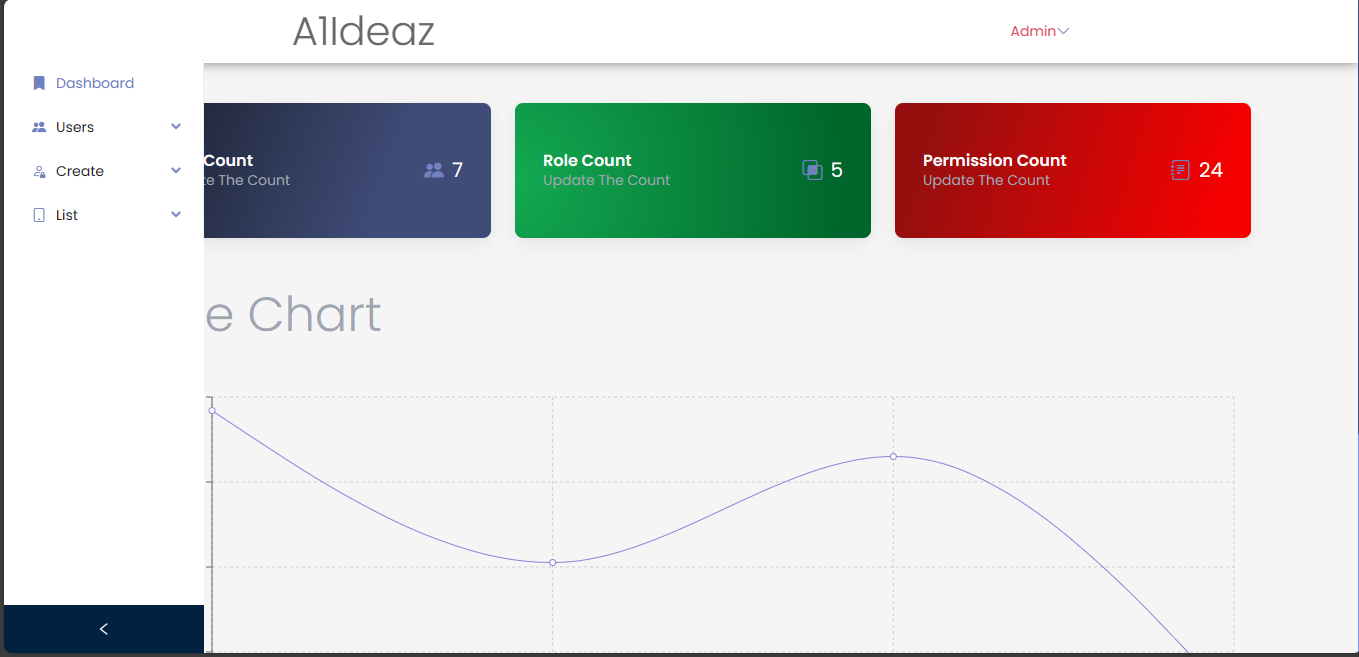 A1Ideaz
Admin
Dashboard
Users
Create
List
Count
te The Count
7
Role Count
Update The Count
5
Permission Count
Update The Count
24
e Chart